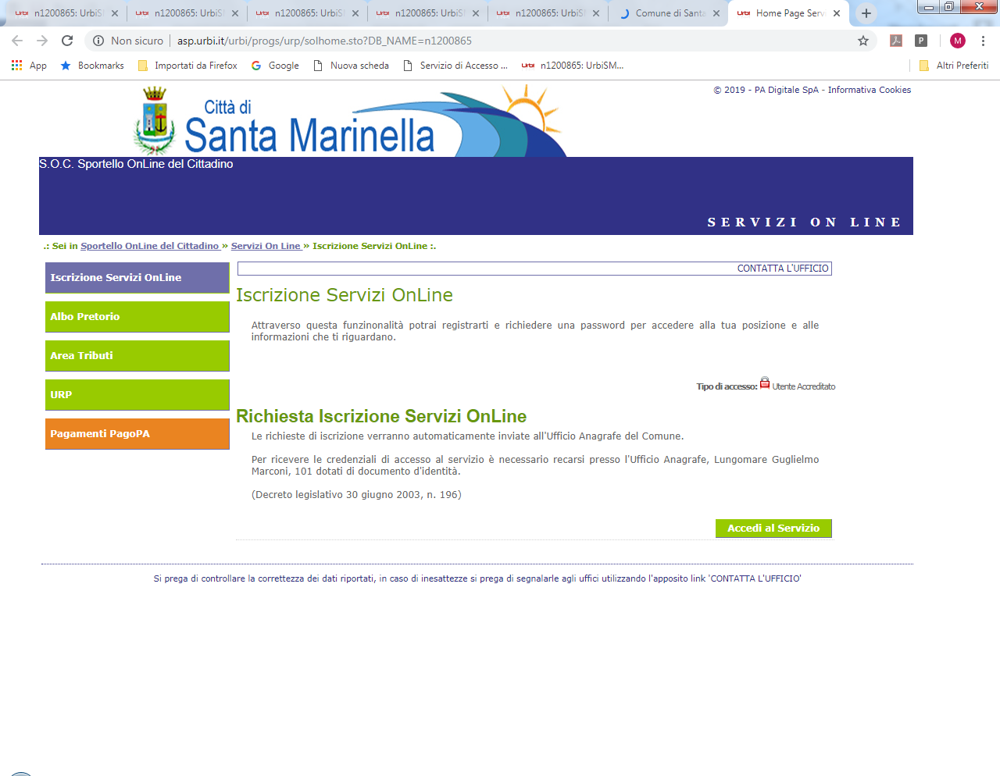 n1200865: UrbiS n1200865: UrbiS n1200865: UrbiS n1200865: UrbiS n1200865: UrbiS Comune di Santa Home Page Serv
Non sicuro | asp.urbi.it/urbi/progs/urp/solhome.sto?DB_NAME=n1200865 P M
App Bookmarks Importati da Firefox Google Nuova scheda Servizio di Accesso ... Urbi n1200865: UrbiSM... Altri Preferiti
© 2019 - PA Digitale SpA - Informativa Cookies
Città di
Santa Marinella
S.O.C. Sportello OnLine del Cittadino
SERVIZI ON LINE
.: Sei in Sportello OnLine del Cittadino » Servizi On Line » Iscrizione Servizi OnLine :.
CONTATTA L'UFFICIO
Iscrizione Servizi OnLine
Albo Pretorio
Area Tributi
URP
Pagamenti PagoPA
Iscrizione Servizi OnLine
Attraverso questa funzinonalità potrai registrarti e richiedere una password per accedere alla tua posizione e alle
informazioni che ti riguardano.
Tipo di accesso: Utente Accreditato
Richiesta Iscrizione Servizi OnLine
Le richieste di iscrizione verranno automaticamente inviate all'Ufficio Anagrafe del Comune.
Per ricevere le credenziali di accesso al servizio è necessario recarsi presso l'Ufficio Anagrafe, Lungomare Guglielmo
Marconi, 101 dotati di documento d'identità.
(Decreto legislativo 30 giugno 2003, n. 196)
Accedi al Servizio
Si prega di controllare la correttezza dei dati riportati, in caso di inesattezze si prega di segnalarle agli uffici utilizzando l'apposito link 'CONTATTA L'UFFICIO'